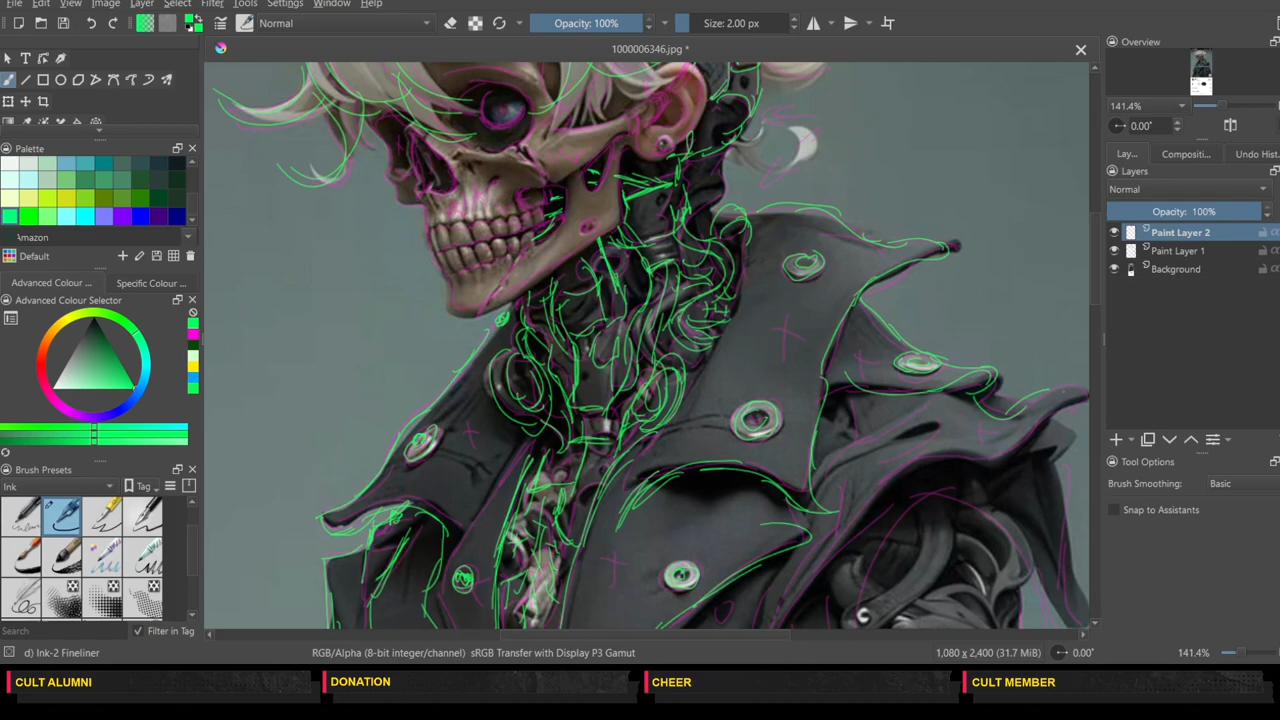 File Edit View Image Layer Select Filter Tools Settings Window Help
Normal
Opacity: 100%
Size: 2.00 px
1000006346.jpg *
Overview
141.4%
0.00°
Lay...
Compositi...
Undo Hist...
Layers
Normal
Opacity: 100%
Paint Layer 2
Paint Layer 1
Background
Tool Options
Brush Smoothing:
Basic
Snap to Assistants
Palette
Amazon
Default
Advanced Colour ...
Specific Colour ...
Advanced Colour Selector
Brush Presets
Ink
Tag
Search
Filter in Tag
d) Ink-2 Fineliner
RGB/Alpha (8-bit integer/channel) sRGB Transfer with Display P3 Gamut
1,080 x 2,400 (31.7 MiB)
0.00°
141.4%
CULT ALUMNI
DONATION
CHEER
CULT MEMBER